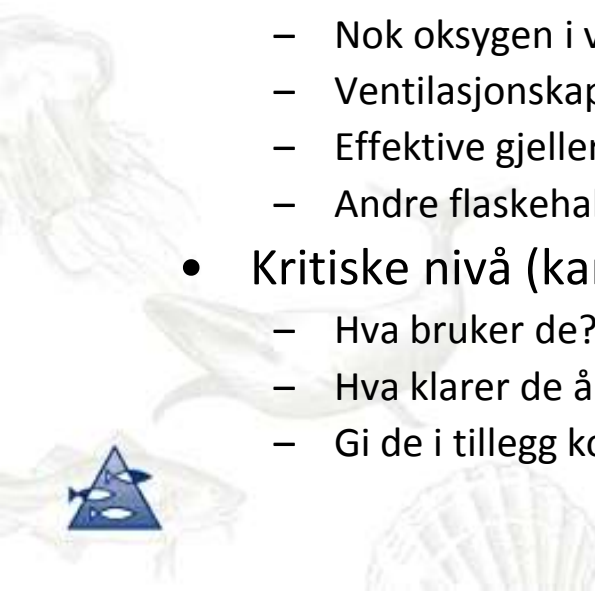 – Nok oksygen i
– Ventilasjonskap
– Effektive gjeller
– Andre flaskehal
• Kritiske nivå (kar
– Hva bruker de?
– Hva klarer de å
– Gi de i tillegg